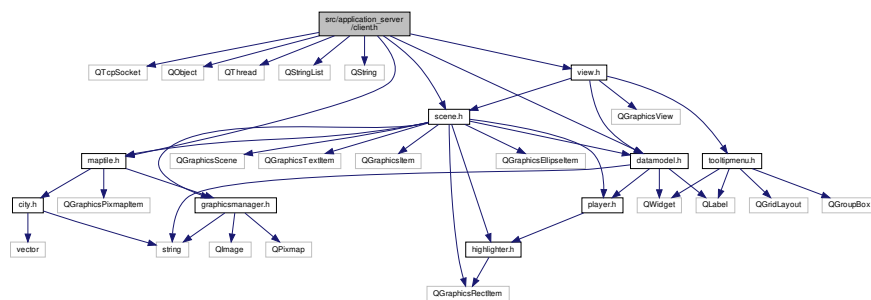 src/application_server
/client.h
QTcpSocket
QObject
QThread
QStringList
QString
view.h
scene.h
QGraphicsView
maptile.h
QGraphicsScene
QGraphicsTextItem
QGraphicsItem
QGraphicsEllipseItem
datamodel.h
tooltipmenu.h
city.h
QGraphicsPixmapItem
graphicsmanager.h
player.h
QWidget
QLabel
QGridLayout
QGroupBox
vector
string
QImage
QPixmap
highlighter.h
QGraphicsRectItem